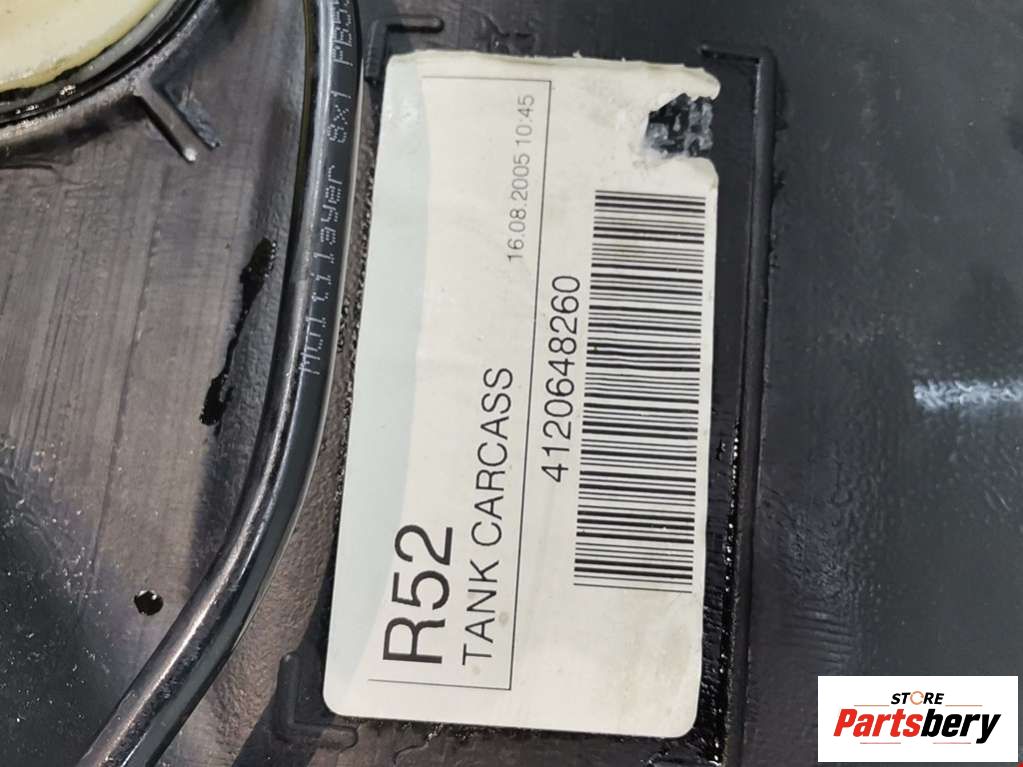 R52
TANK CARCASS
16.08.2005 10:45
4120648260
Multilayer 8x1
STORE
Partsbery